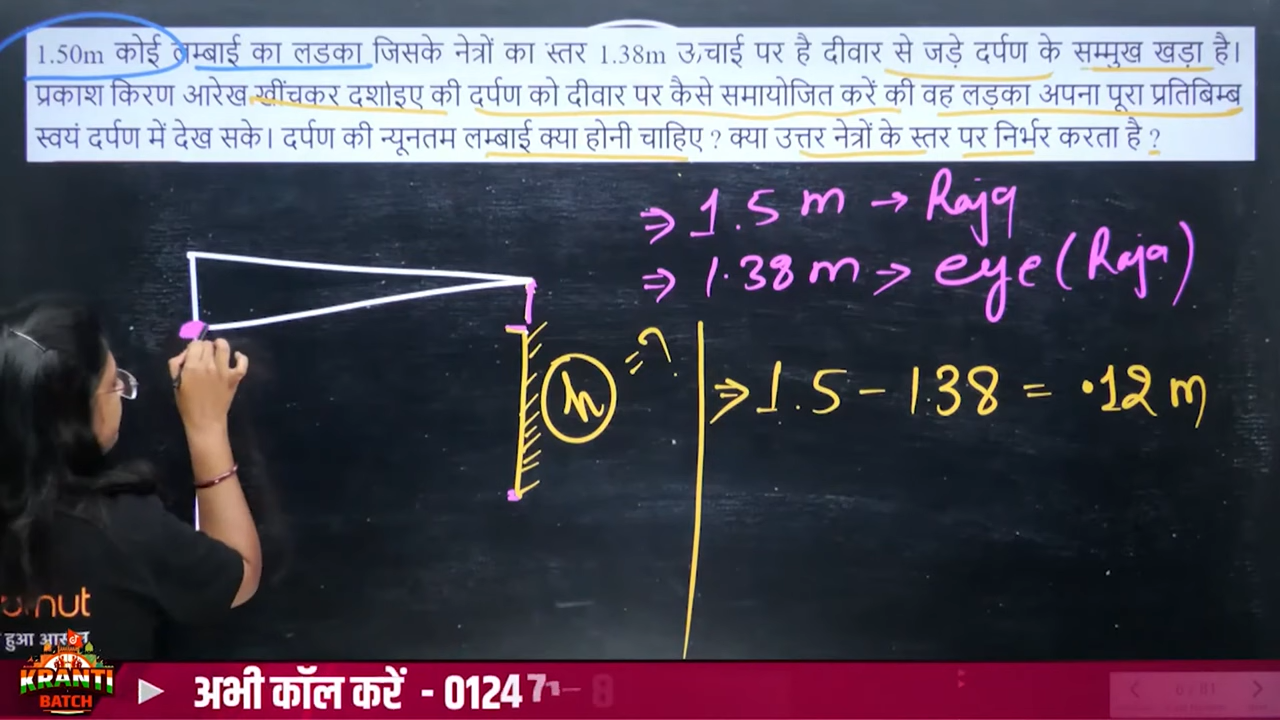 1.50m कोई लम्बाई का लडका जिसके नेत्रों का स्तर 1.38m उ,चाई पर है दीवार से जड़े दर्पण के सम्मुख खड़ा है।
प्रकाश किरण आरेख खींचकर दर्शाइए की दर्पण को दीवार पर कैसे समायोजित करें की वह लड़का अपना पूरा प्रतिबिम्ब
स्वयं दर्पण में देख सके। दर्पण की न्यूनतम लम्बाई क्या होनी चाहिए ? क्या उत्तर नेत्रों के स्तर पर निर्भर करता है ?
⇒ 1.5 m → Raja
⇒ 1.38 m → eye (Raja)
h = ?
⇒ 1.5 - 1.38 = .12 m
हुआ
KRANTI
BATCH
अभी कॉल करें - 0124
6 / 81